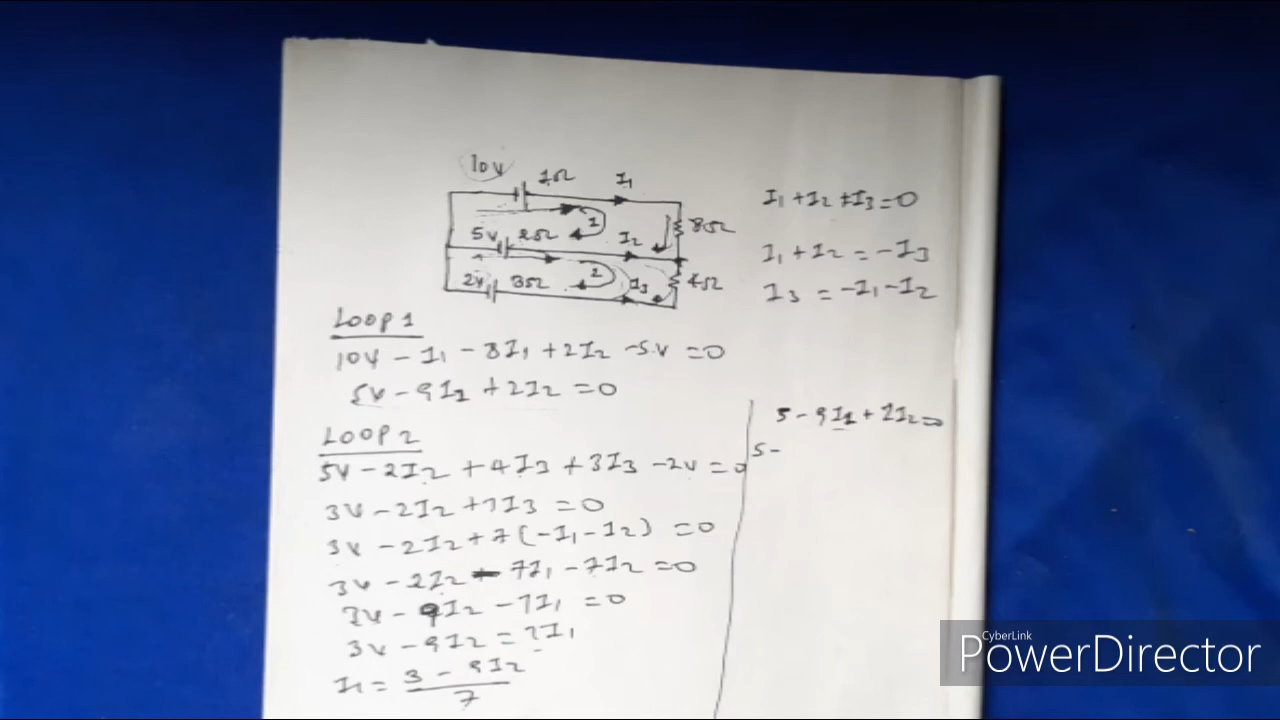 10V 1Ω I₁
I₁ + I₂ + I₃ = 0
1 8Ω
5V 2Ω I₂
I₁ + I₂ = -I₃
2V 3Ω 2 I₃ 4Ω
I₃ = -I₁ - I₂
LOOP 1
10V - I₁ - 8I₁ + 2I₂ - 5V = 0
5V - 9I₁ + 2I₂ = 0
LOOP 2
5V - 2I₂ + 4I₃ + 3I₃ - 2V = 0
3V - 2I₂ + 7I₃ = 0
3V - 2I₂ + 7(-I₁ - I₂) = 0
3V - 2I₂ - 7I₁ - 7I₂ = 0
3V - 9I₂ - 7I₁ = 0
3V - 9I₂ = 7I₁
I₁ = 3 - 9I₂
7
5 - 9I₁ + 2I₂ = 0
5 -
CyberLink
PowerDirector